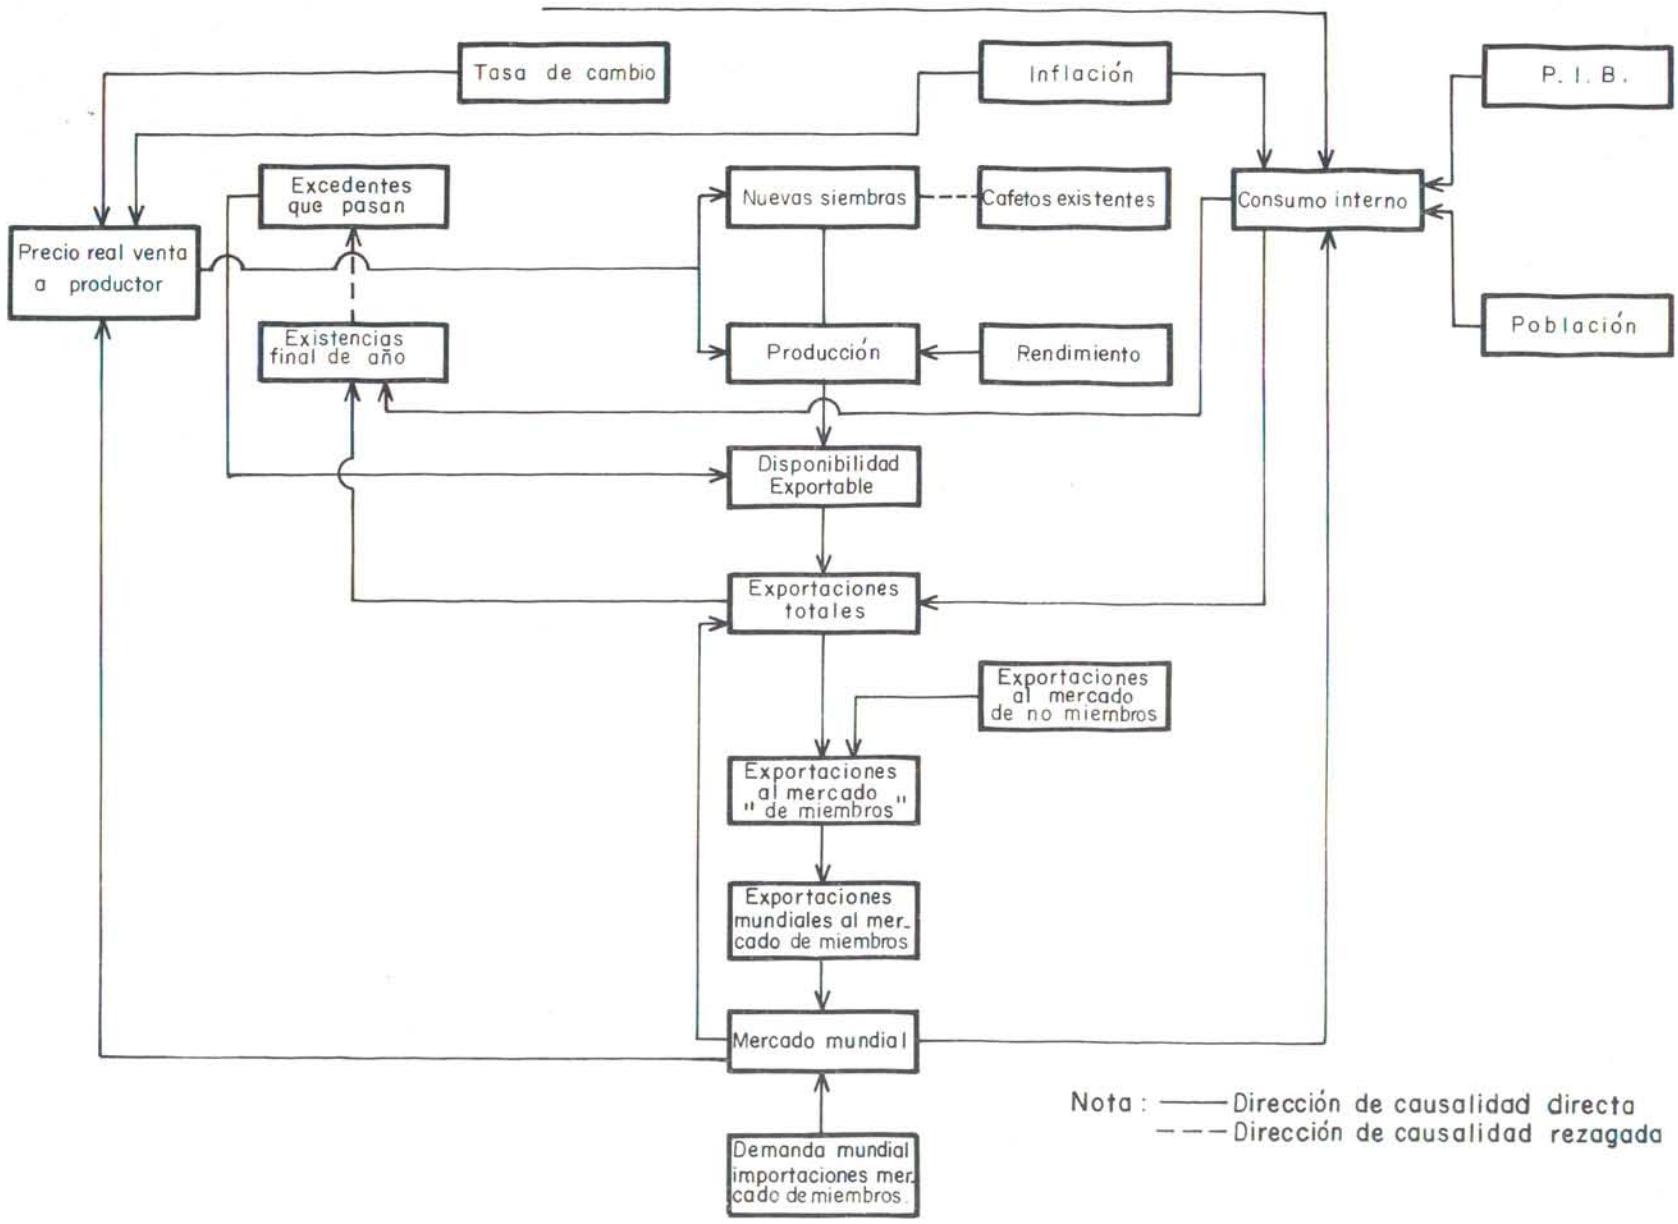 Tasa de cambio
Inflación
P. I. B.
Excedentes
que pasan
Nuevas siembras
Cafetos existentes
Consumo interno
Precio real venta
a productor
Existencias
final de año
Producción
Rendimiento
Población
Disponibilidad
Exportable
Exportaciones
totales
Exportaciones
al mercado
de no miembros
Exportaciones
al mercado
" de miembros"
Exportaciones
mundiales al mer-
cado de miembros
Mercado mundial
Demanda mundial
importaciones mer-
cado de miembros.
Nota : Dirección de causalidad directa
Dirección de causalidad rezagada